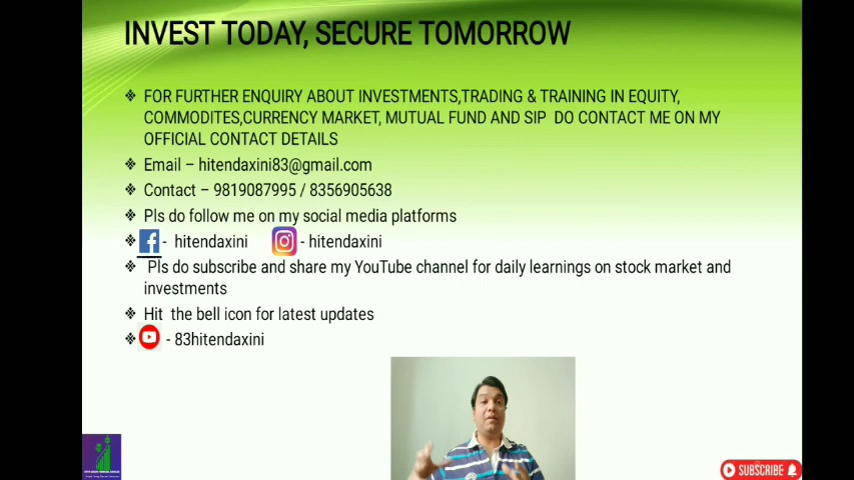 INVEST TODAY, SECURE TOMORROW
FOR FURTHER ENQUIRY ABOUT INVESTMENTS,TRADING & TRAINING IN EQUITY,
COMMODITES,CURRENCY MARKET, MUTUAL FUND AND SIP DO CONTACT ME ON MY
OFFICIAL CONTACT DETAILS
Email – hitendaxini83@gmail.com
Contact – 9819087995 / 8356905638
Pls do follow me on my social media platforms
- hitendaxini - hitendaxini
Pls do subscribe and share my YouTube channel for daily learnings on stock market and
investments
Hit the bell icon for latest updates
- 83hitendaxini
SUBSCRIBE